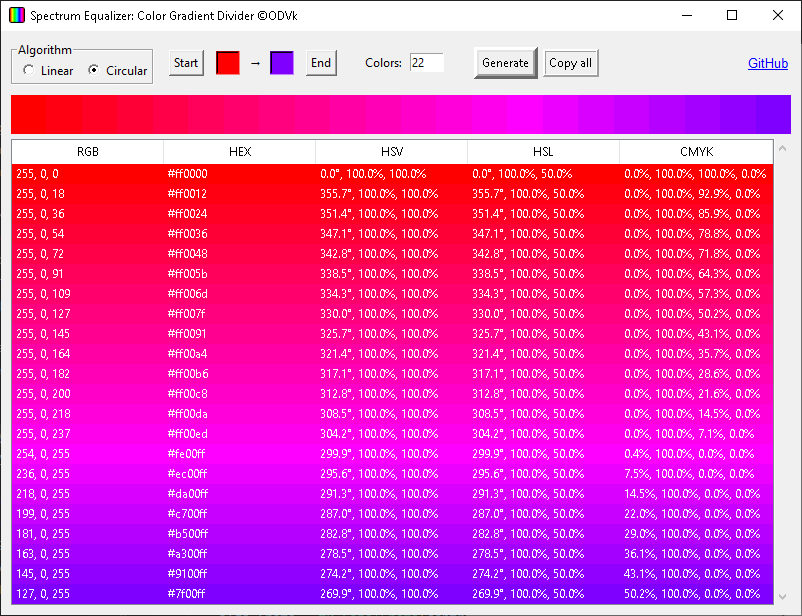 Spectrum Equalizer: Color Gradient Divider ©ODVk
Algorithm
Linear Circular Start → End Colors: 22 Generate Copy all GitHub
RGB HEX HSV HSL CMYK
255, 0, 0 #ff0000 0.0°, 100.0%, 100.0% 0.0°, 100.0%, 50.0% 0.0%, 100.0%, 100.0%, 0.0%
255, 0, 18 #ff0012 355.7°, 100.0%, 100.0% 355.7°, 100.0%, 50.0% 0.0%, 100.0%, 92.9%, 0.0%
255, 0, 36 #ff0024 351.4°, 100.0%, 100.0% 351.4°, 100.0%, 50.0% 0.0%, 100.0%, 85.9%, 0.0%
255, 0, 54 #ff0036 347.1°, 100.0%, 100.0% 347.1°, 100.0%, 50.0% 0.0%, 100.0%, 78.8%, 0.0%
255, 0, 72 #ff0048 342.8°, 100.0%, 100.0% 342.8°, 100.0%, 50.0% 0.0%, 100.0%, 71.8%, 0.0%
255, 0, 91 #ff005b 338.5°, 100.0%, 100.0% 338.5°, 100.0%, 50.0% 0.0%, 100.0%, 64.3%, 0.0%
255, 0, 109 #ff006d 334.3°, 100.0%, 100.0% 334.3°, 100.0%, 50.0% 0.0%, 100.0%, 57.3%, 0.0%
255, 0, 127 #ff007f 330.0°, 100.0%, 100.0% 330.0°, 100.0%, 50.0% 0.0%, 100.0%, 50.2%, 0.0%
255, 0, 145 #ff0091 325.7°, 100.0%, 100.0% 325.7°, 100.0%, 50.0% 0.0%, 100.0%, 43.1%, 0.0%
255, 0, 164 #ff00a4 321.4°, 100.0%, 100.0% 321.4°, 100.0%, 50.0% 0.0%, 100.0%, 35.7%, 0.0%
255, 0, 182 #ff00b6 317.1°, 100.0%, 100.0% 317.1°, 100.0%, 50.0% 0.0%, 100.0%, 28.6%, 0.0%
255, 0, 200 #ff00c8 312.8°, 100.0%, 100.0% 312.8°, 100.0%, 50.0% 0.0%, 100.0%, 21.6%, 0.0%
255, 0, 218 #ff00da 308.5°, 100.0%, 100.0% 308.5°, 100.0%, 50.0% 0.0%, 100.0%, 14.5%, 0.0%
255, 0, 237 #ff00ed 304.2°, 100.0%, 100.0% 304.2°, 100.0%, 50.0% 0.0%, 100.0%, 7.1%, 0.0%
254, 0, 255 #fe00ff 299.9°, 100.0%, 100.0% 299.9°, 100.0%, 50.0% 0.4%, 100.0%, 0.0%, 0.0%
236, 0, 255 #ec00ff 295.6°, 100.0%, 100.0% 295.6°, 100.0%, 50.0% 7.5%, 100.0%, 0.0%, 0.0%
218, 0, 255 #da00ff 291.3°, 100.0%, 100.0% 291.3°, 100.0%, 50.0% 14.5%, 100.0%, 0.0%, 0.0%
199, 0, 255 #c700ff 287.0°, 100.0%, 100.0% 287.0°, 100.0%, 50.0% 22.0%, 100.0%, 0.0%, 0.0%
181, 0, 255 #b500ff 282.8°, 100.0%, 100.0% 282.8°, 100.0%, 50.0% 29.0%, 100.0%, 0.0%, 0.0%
163, 0, 255 #a300ff 278.5°, 100.0%, 100.0% 278.5°, 100.0%, 50.0% 36.1%, 100.0%, 0.0%, 0.0%
145, 0, 255 #9100ff 274.2°, 100.0%, 100.0% 274.2°, 100.0%, 50.0% 43.1%, 100.0%, 0.0%, 0.0%
127, 0, 255 #7f00ff 269.9°, 100.0%, 100.0% 269.9°, 100.0%, 50.0% 50.2%, 100.0%, 0.0%, 0.0%